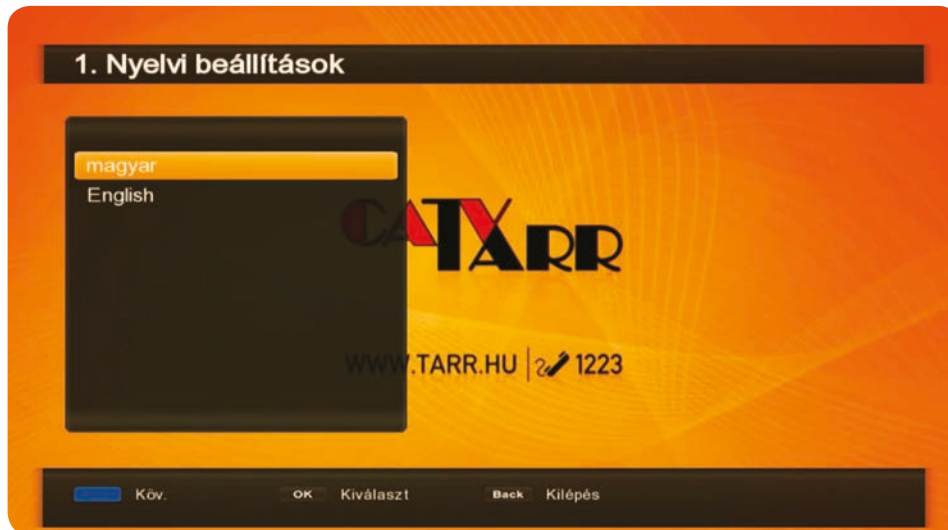 1. Nyelvi beállítások
magyar
English
CATV TARR
WWW.TARR.HU | 1223
Köv. OK Kiválaszt Back Kilépés